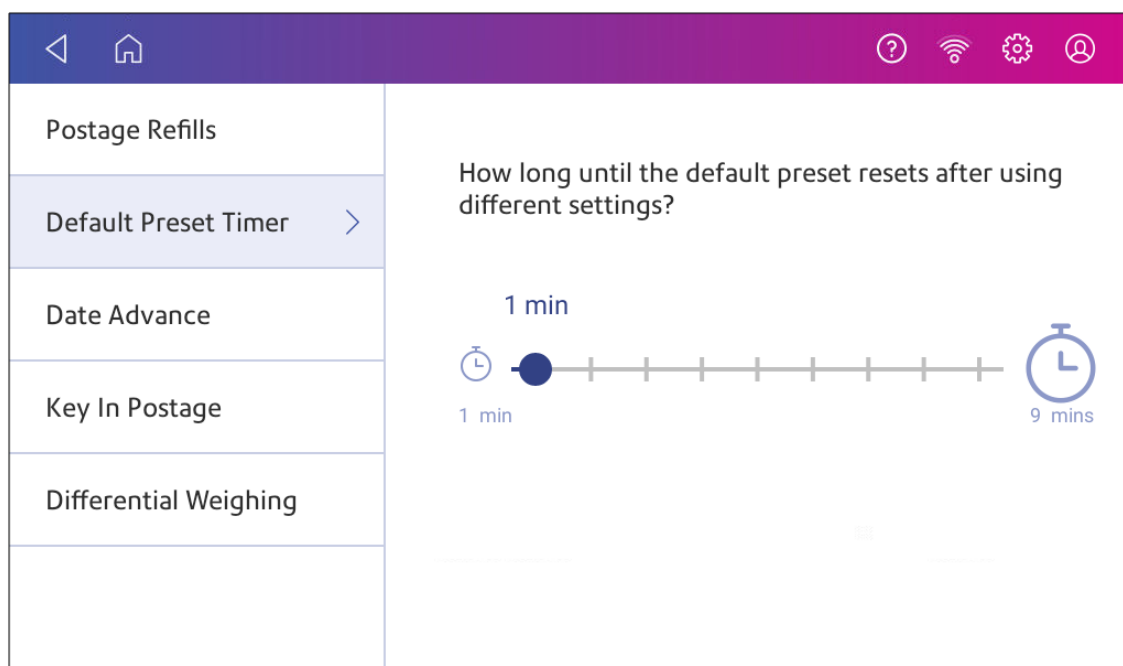 Postage Refills
Default Preset Timer
Date Advance
Key In Postage
Differential Weighing
How long until the default preset resets after using
different settings?
1 min
1 min
9 mins